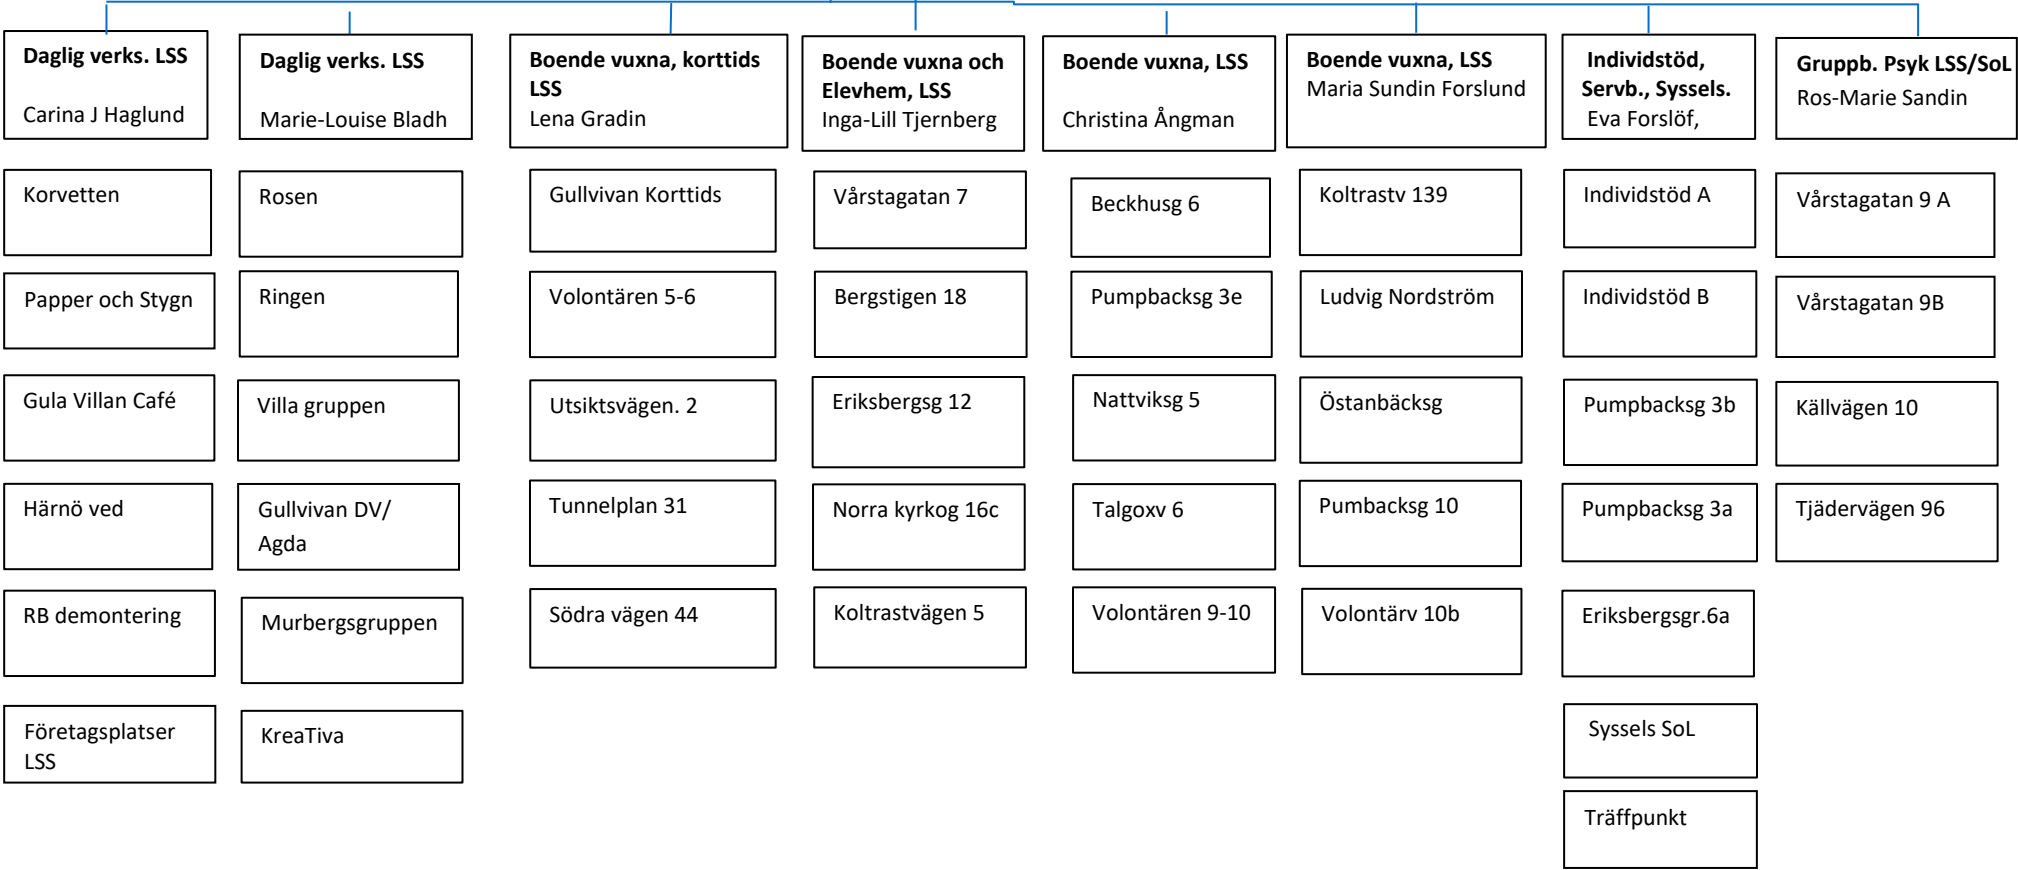 Daglig verks. LSS
Carina J Haglund
Korvetten
Papper och Stygn
Gula Villan Café
Härnö ved
RB demontering
Företagsplatser
LSS
Daglig verks. LSS
Marie-Louise Bladh
Rosen
Ringen
Villa gruppen
Gullvivan DV/
Agda
Murbergsgruppen
KreaTiva
Boende vuxna, korttids
LSS
Lena Gradin
Gullvivan Korttids
Volontären 5-6
Utsiktsvägen. 2
Tunnelplan 31
Södra vägen 44
Boende vuxna och
Elevhem, LSS
Inga-Lill Tjernberg
Vårstagatan 7
Bergstigen 18
Eriksbergsg 12
Norra kyrkog 16c
Koltrastvägen 5
Boende vuxna, LSS
Christina Ångman
Beckhusg 6
Pumpbacksg 3e
Nattviksg 5
Talgoxv 6
Volontären 9-10
Boende vuxna, LSS
Maria Sundin Forslund
Koltrastv 139
Ludvig Nordström
Östanbäcksg
Pumbacksg 10
Volontärv 10b
Individstöd,
Servb., Syssels.
Eva Forslöf,
Individstöd A
Individstöd B
Pumpbacksg 3b
Pumpbacksg 3a
Eriksbergsgr.6a
Syssels SoL
Träffpunkt
Gruppb. Psyk LSS/SoL
Ros-Marie Sandin
Vårstagatan 9 A
Vårstagatan 9B
Källvägen 10
Tjädervägen 96